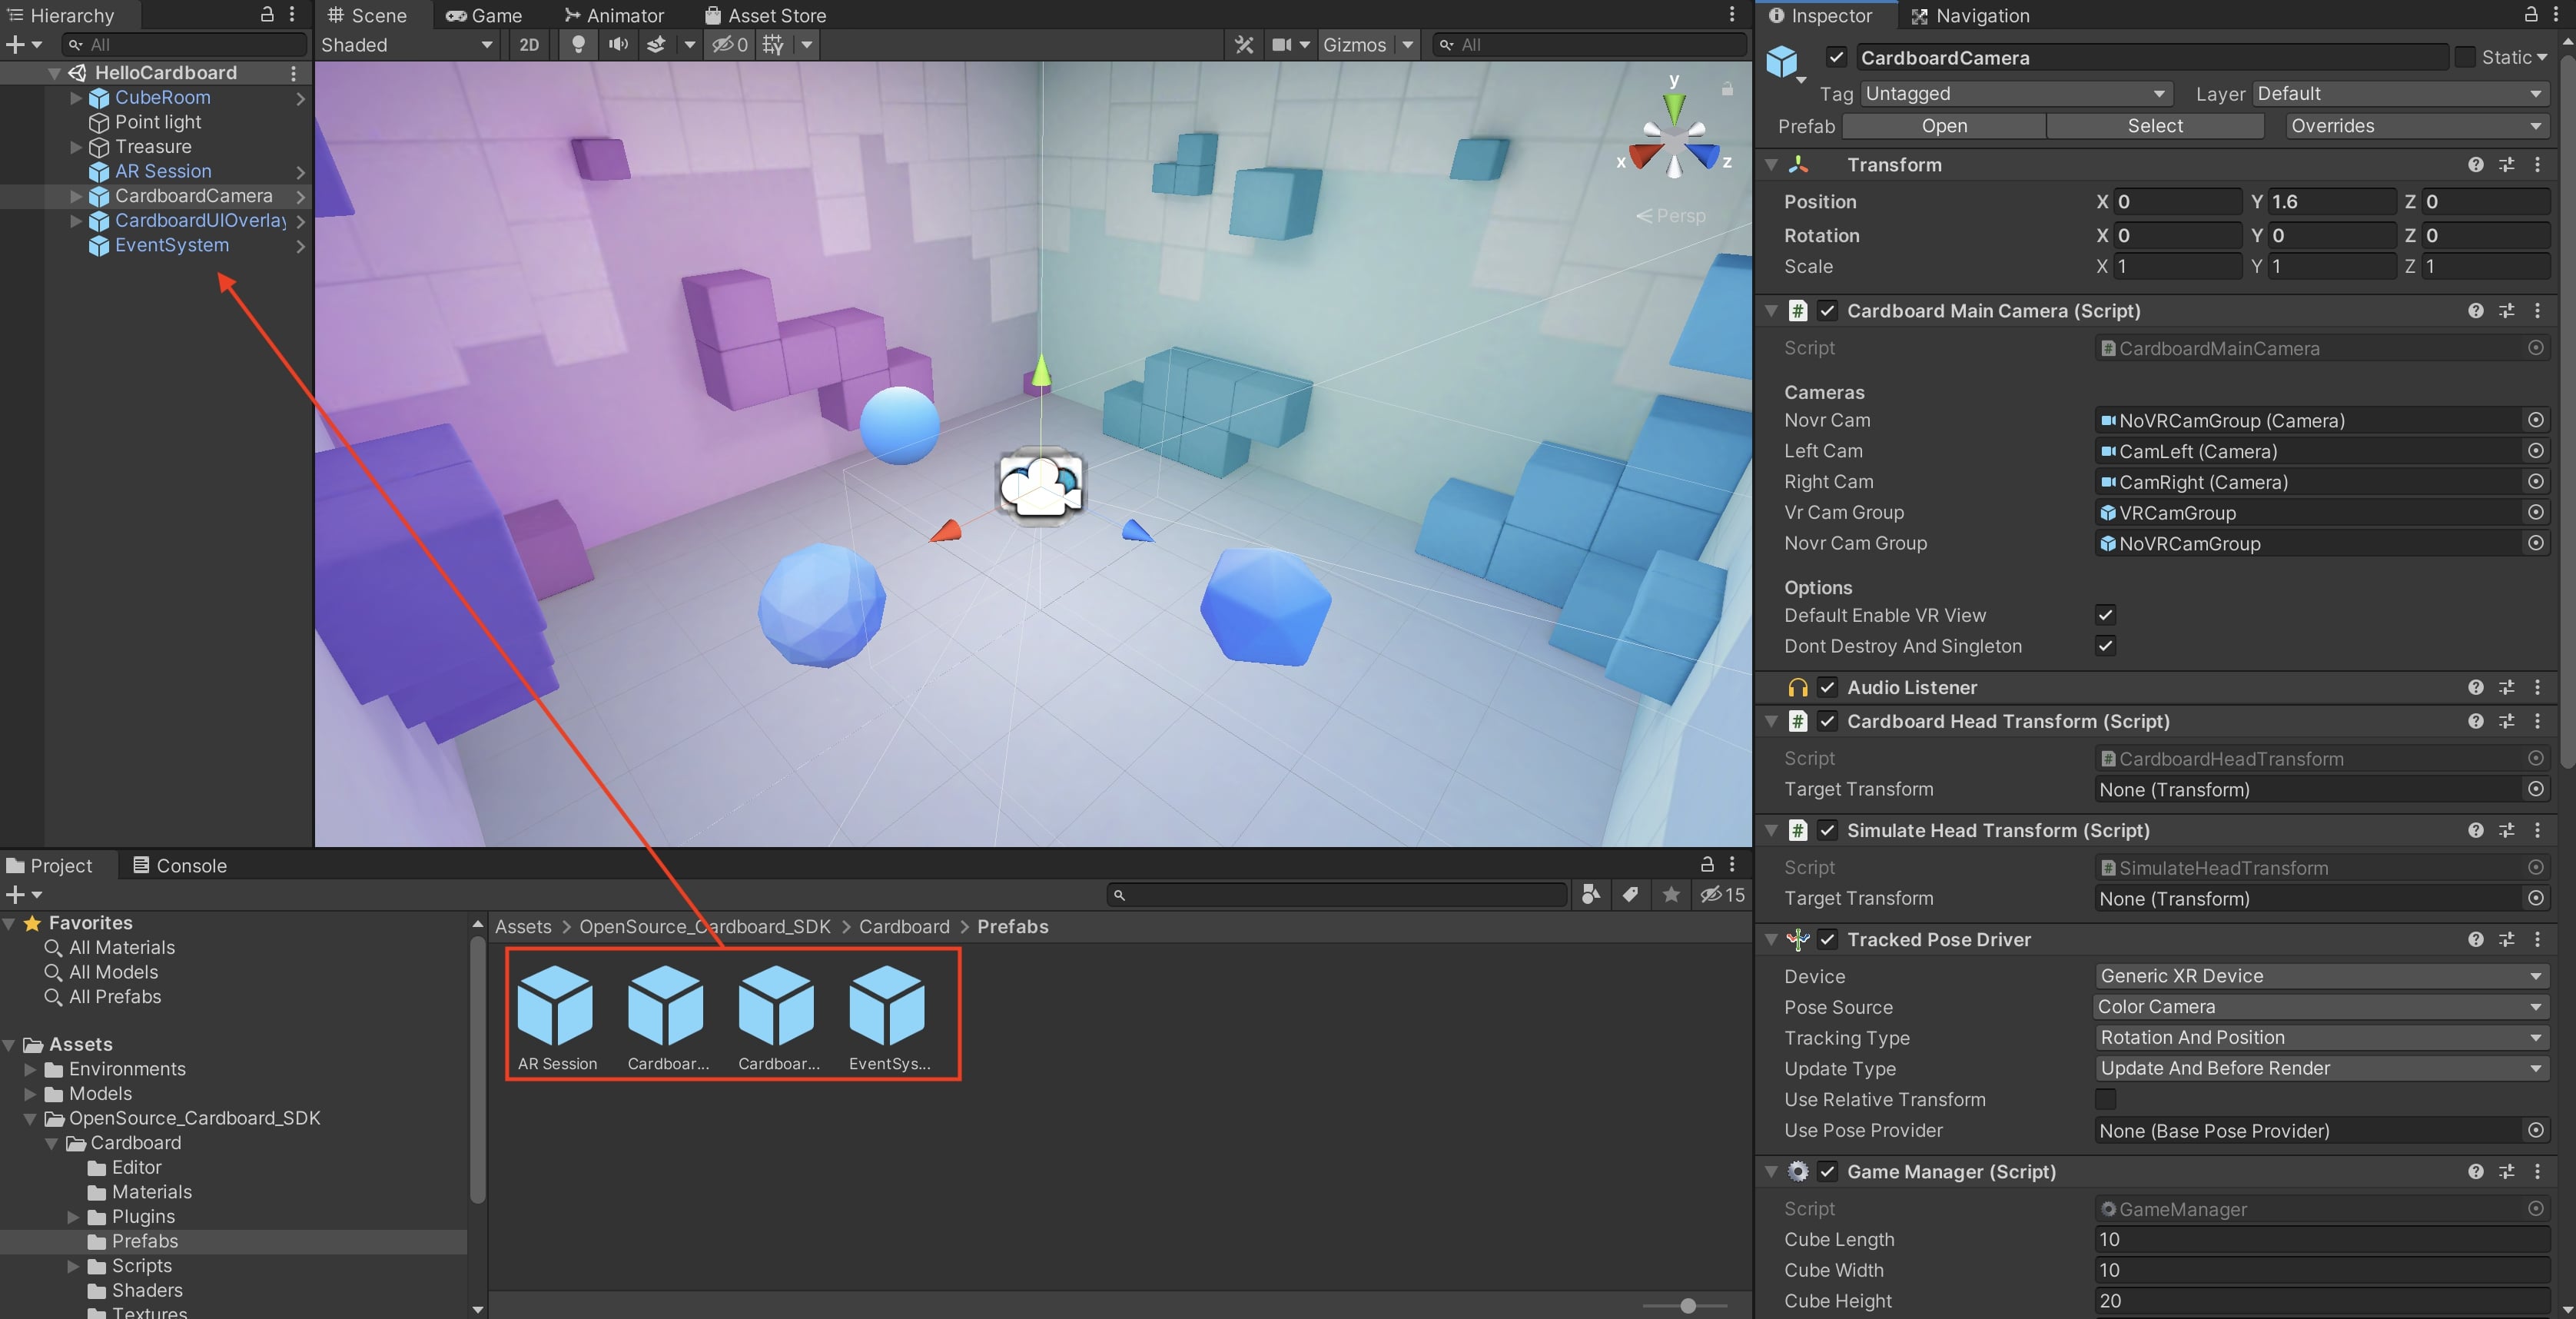 Hierarchy
All
HelloCardboard
CubeRoom
Point light
Treasure
AR Session
CardboardCamera
CardboardUIOverlay
EventSystem
Scene
Game
Animator
Asset Store
Shaded
2D
0
Gizmos
All
y
x
z
Persp
Project
Console
15
Favorites
All Materials
All Models
All Prefabs
Assets
Environments
Models
OpenSource_Cardboard_SDK
Cardboard
Editor
Materials
Plugins
Prefabs
Scripts
Shaders
Textures
Assets > OpenSource_Cardboard_SDK > Cardboard > Prefabs
AR Session
Cardboar...
Cardboar...
EventSys...
Inspector
Navigation
CardboardCamera
Static
Tag Untagged
Layer Default
Prefab Open Select Overrides
Transform
Position X 0 Y 1.6 Z 0
Rotation X 0 Y 0 Z 0
Scale X 1 Y 1 Z 1
# Cardboard Main Camera (Script)
Script # CardboardMainCamera
Cameras
Novr Cam NoVRCamGroup (Camera)
Left Cam CamLeft (Camera)
Right Cam CamRight (Camera)
Vr Cam Group VRCamGroup
Novr Cam Group NoVRCamGroup
Options
Default Enable VR View
Dont Destroy And Singleton
Audio Listener
# Cardboard Head Transform (Script)
Script # CardboardHeadTransform
Target Transform None (Transform)
# Simulate Head Transform (Script)
Script # SimulateHeadTransform
Target Transform None (Transform)
Tracked Pose Driver
Device Generic XR Device
Pose Source Color Camera
Tracking Type Rotation And Position
Update Type Update And Before Render
Use Relative Transform
Use Pose Provider None (Base Pose Provider)
Game Manager (Script)
Script GameManager
Cube Length 10
Cube Width 10
Cube Height 20